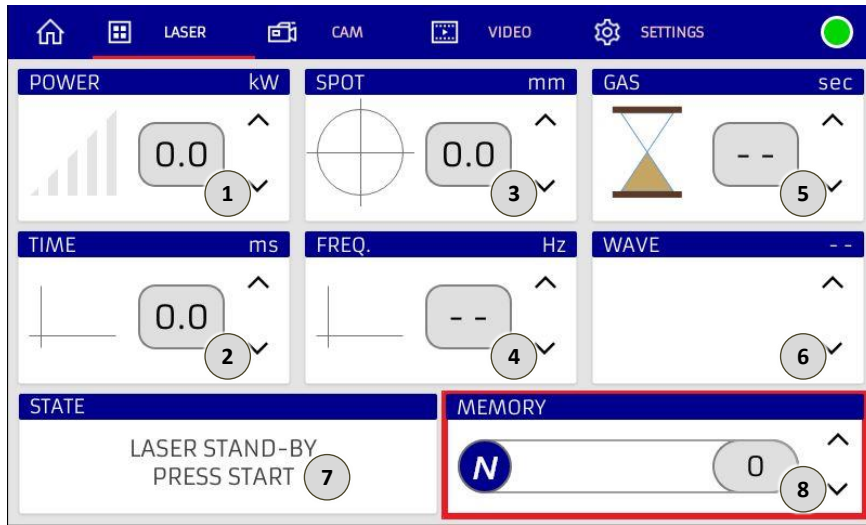 LASER CAM VIDEO SETTINGS
POWER kW
0.0
1
SPOT mm
0.0
3
GAS sec
- -
5
TIME ms
0.0
2
FREQ. Hz
- -
4
WAVE - -
6
STATE
LASER STAND-BY
PRESS START
7
MEMORY
N 0
8